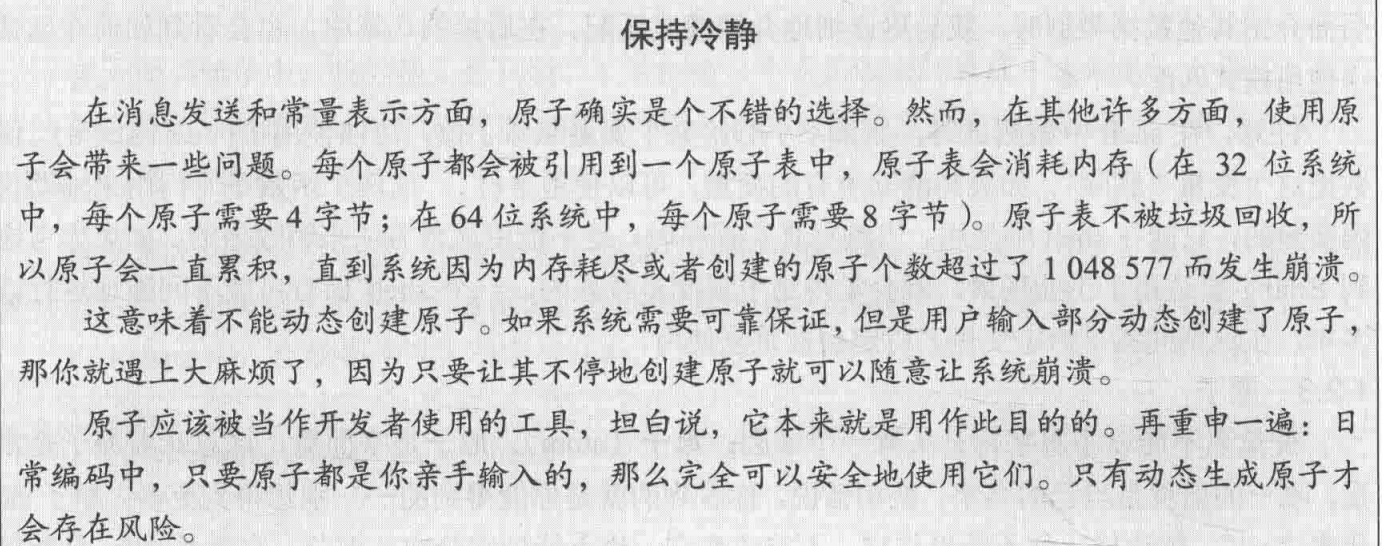 保持冷静
在消息发送和常量表示方面，原子确实是个不错的选择。然而，在其他许多方面，使用原
子会带来一些问题。每个原子都会被引用到一个原子表中，原子表会消耗内存（在 32 位系统
中，每个原子需要 4 字节；在 64 位系统中，每个原子需要 8 字节）。原子表不被垃圾回收，所
以原子会一直累积，直到系统因为内存耗尽或者创建的原子个数超过了 1 048 577 而发生崩溃。
这意味着不能动态创建原子。如果系统需要可靠保证，但是用户输入部分动态创建了原子，
那你就遇上大麻烦了，因为只要让其不停地创建原子就可以随意让系统崩溃。
原子应该被当作开发者使用的工具，坦白说，它本来就是用作此目的的。再重申一遍：日
常编码中，只要原子都是你亲手输入的，那么完全可以安全地使用它们。只有动态生成原子才
会存在风险。